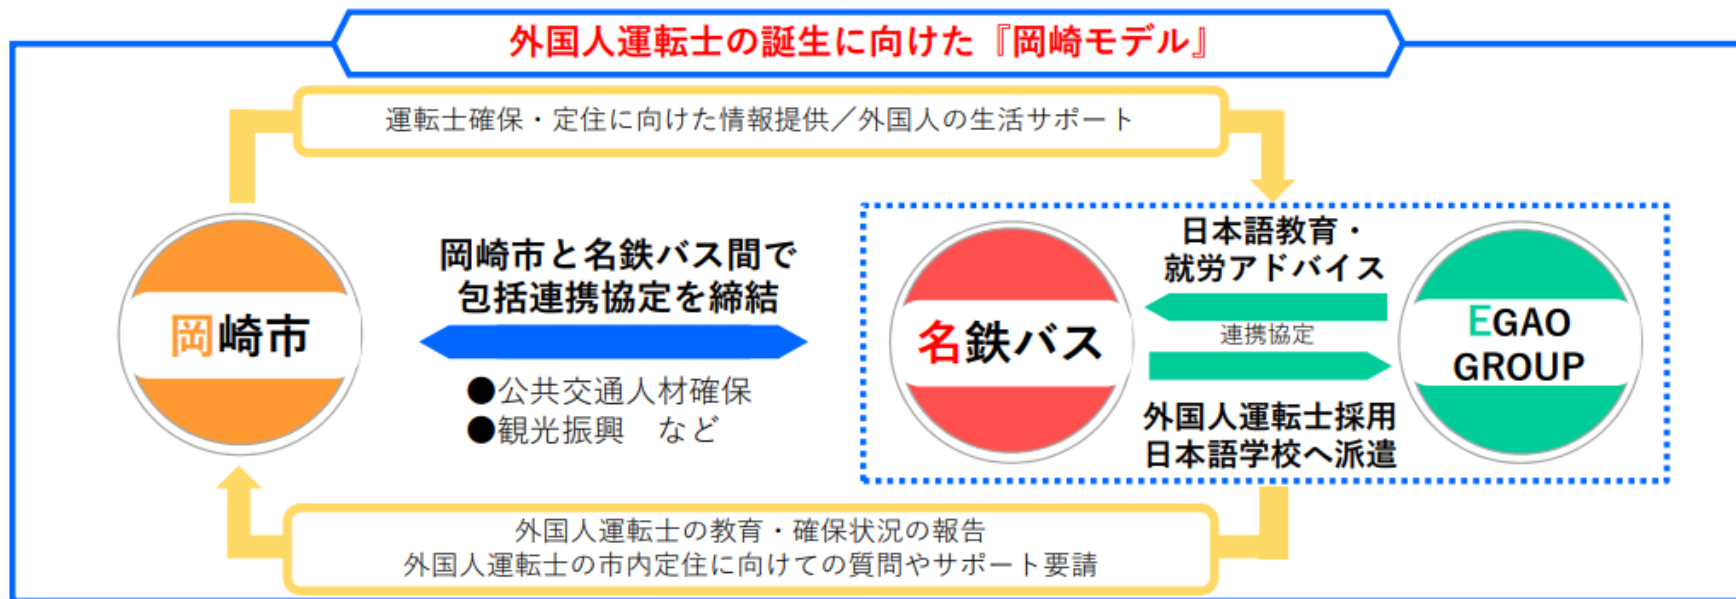 外国人運転士の誕生に向けた『岡崎モデル』
運転士確保・定住に向けた情報提供／外国人の生活サポート
岡崎市
岡崎市と名鉄バス間で
包括連携協定を締結
●公共交通人材確保
●観光振興　など
名鉄バス
日本語教育・
就労アドバイス
連携協定
外国人運転士採用
日本語学校へ派遣
EGAO
GROUP
外国人運転士の教育・確保状況の報告
外国人運転士の市内定住に向けての質問やサポート要請